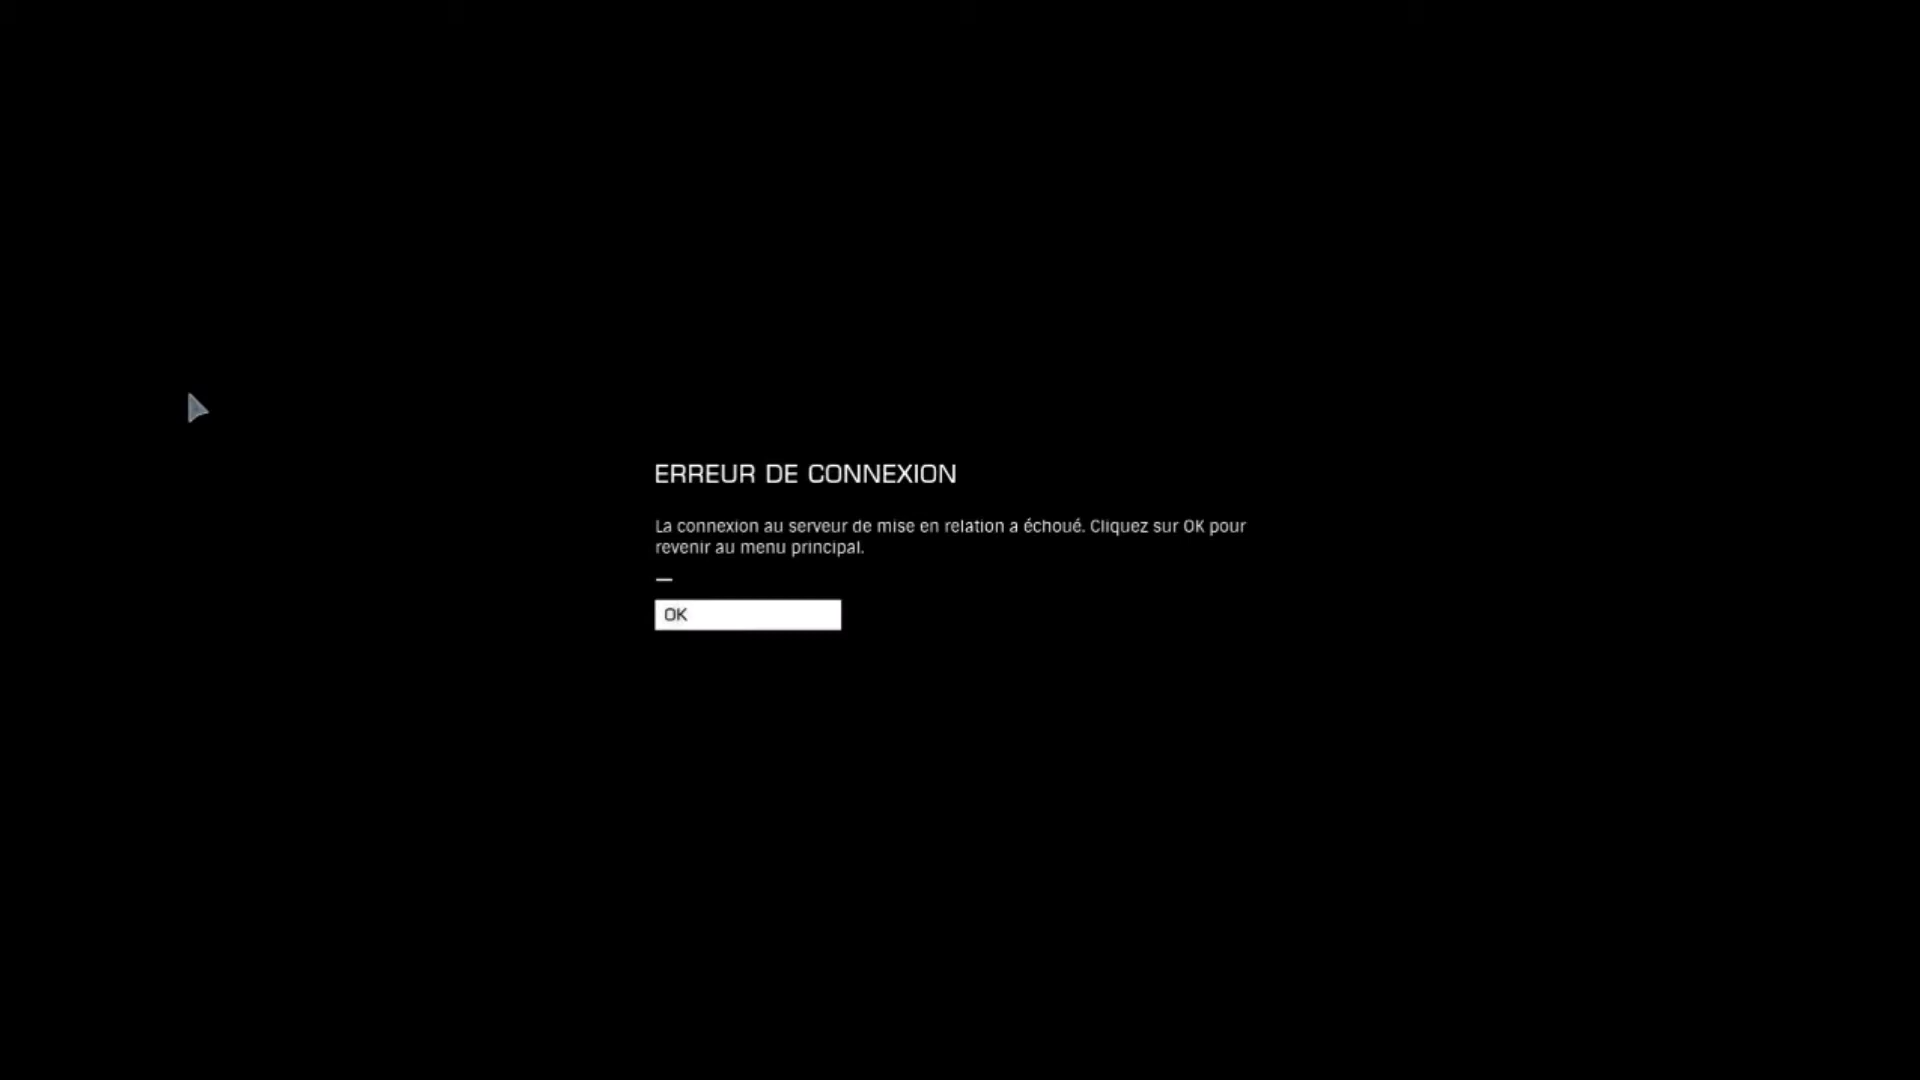 ERREUR DE CONNEXION
La connexion au serveur de mise en relation a échoué. Cliquez sur OK pour
revenir au menu principal.
OK